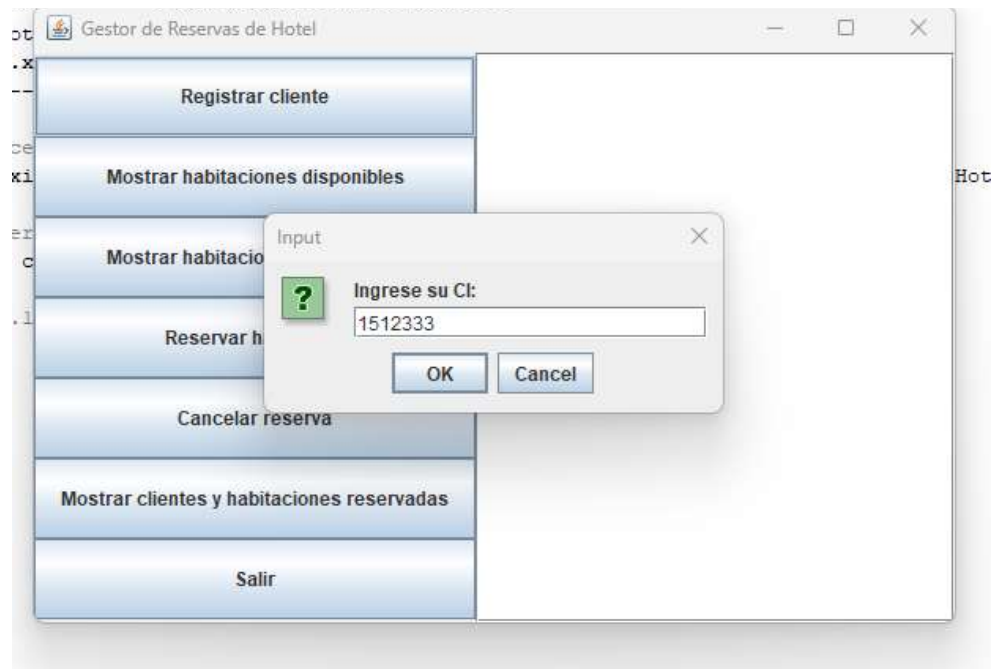 Gestor de Reservas de Hotel
Registrar cliente
Mostrar habitaciones disponibles
Hot
Mostrar habitacio
Input
Ingrese su CI:
?
1512333
Reservar h
OK
Cancel
Cancelar reserva
Mostrar clientes y habitaciones reservadas
Salir